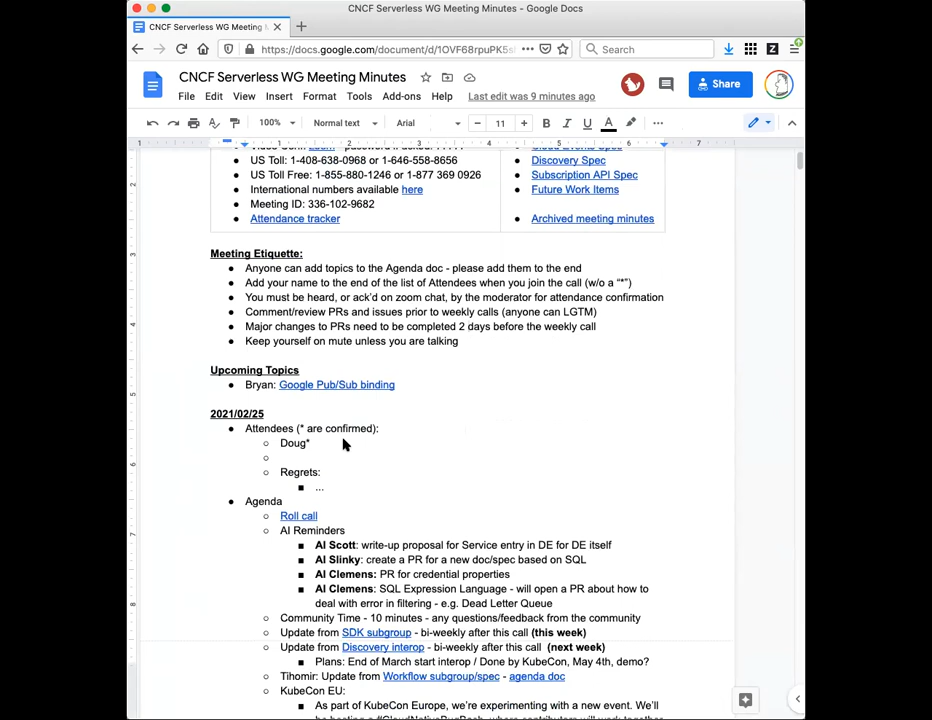 CNCF Serverless WG Meeting Minutes - Google Docs
CNCF Serverless WG Meeting
https://docs.google.com/document/d/1OVF68rpuPK5s
Search
CNCF Serverless WG Meeting Minutes
File Edit View Insert Format Tools Add-ons Help Last edit was 9 minutes ago
Share
100% Normal text Arial 11 B I U A
US Toll: 1-408-638-0968 or 1-646-558-8656
US Toll Free: 1-855-880-1246 or 1-877 369 0926
International numbers available here
Meeting ID: 336-102-9682
Attendance tracker
Discovery Spec
Subscription API Spec
Future Work Items
Archived meeting minutes
Meeting Etiquette:
Anyone can add topics to the Agenda doc - please add them to the end
Add your name to the end of the list of Attendees when you join the call (w/o a “*”)
You must be heard, or ack'd on zoom chat, by the moderator for attendance confirmation
Comment/review PRs and issues prior to weekly calls (anyone can LGTM)
Major changes to PRs need to be completed 2 days before the weekly call
Keep yourself on mute unless you are talking
Upcoming Topics
Bryan: Google Pub/Sub binding
2021/02/25
Attendees (* are confirmed):
Doug*
Regrets:
...
Agenda
Roll call
AI Reminders
AI Scott: write-up proposal for Service entry in DE for DE itself
AI Slinky: create a PR for a new doc/spec based on SQL
AI Clemens: PR for credential properties
AI Clemens: SQL Expression Language - will open a PR about how to
deal with error in filtering - e.g. Dead Letter Queue
Community Time - 10 minutes - any questions/feedback from the community
Update from SDK subgroup - bi-weekly after this call (this week)
Update from Discovery interop - bi-weekly after this call (next week)
Plans: End of March start interop / Done by KubeCon, May 4th, demo?
Tihomir: Update from Workflow subgroup/spec - agenda doc
KubeCon EU:
As part of KubeCon Europe, we're experimenting with a new event. We'll